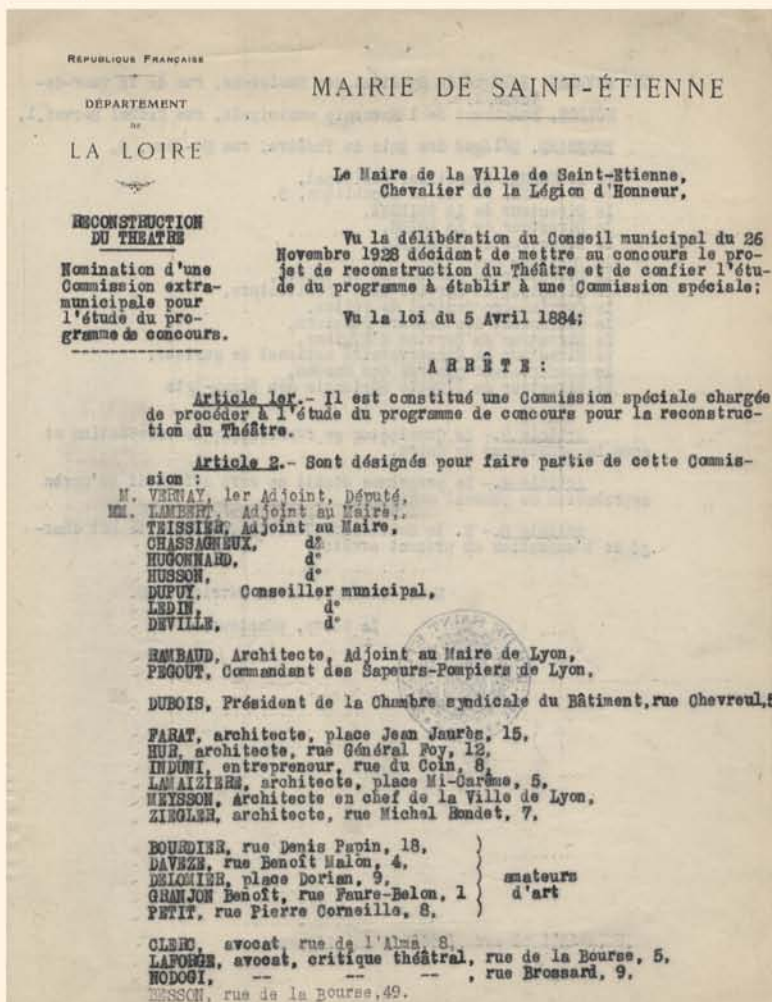 RÉPUBLIQUE FRANÇAISE
DÉPARTEMENT
DE
LA LOIRE
MAIRIE DE SAINT-ÉTIENNE
RECONSTRUCTION
DU THEATRE
Nomination d'une
Commission extra-
municipale pour
l'étude du pro-
gramme de concours.
Le Maire de la Ville de Saint-Etienne,
Chevalier de la Légion d'Honneur,
Vu la délibération du Conseil municipal du 26
Novembre 1928 décidant de mettre au concours le pro-
jet de reconstruction du Théâtre et de confier l'étu-
de du programme à établir à une Commission spéciale;
Vu la loi du 5 Avril 1884;
ARRÊTE :
Article 1er.- Il est constitué une Commission spéciale chargée
de procéder à l'étude du programme de concours pour la reconstruc-
tion du Théâtre.
Article 2.- Sont désignés pour faire partie de cette Commis-
sion :
M. VERNAY, 1er Adjoint, Député,
MM. LAMBERT, Adjoint au Maire,,
TEISSIER, Adjoint au Maire,
CHASSAGNEUX, d°
HUGONNARD, d°
HUSSON, d°
DUPUY, Conseiller municipal,
LEDIN, d°
DEVILLE, d°
RAMBAUD, Architecte, Adjoint au Maire de Lyon,
PEGOUT, Commandant des Sapeurs-Pompiers de Lyon,
DUBOIS, Président de la Chambre syndicale du Bâtiment, rue Chevreul,
FARAT, architecte, place Jean Jaurès, 15,
HUR, architecte, rue Général Foy, 12,
INDUNI, entrepreneur, rue du Coin, 8,
LAMAIZIERE, architecte, place Mi-Carême, 5,
MEYSSON, Architecte en chef de la Ville de Lyon,
ZIEGLER, architecte, rue Michel Rondet, 7,
BOURDIER, rue Denis Papin, 18,
DAVEZE, rue Benoît Malon, 4,
DELOMIER, place Dorian, 9,
GRANJON Benoît, rue Faure-Belon, 1
PETIT, rue Pierre Corneille, 8,
amateurs
d'art
CLERC, avocat, rue de l'Alma, 8,
LAFORGE, avocat, critique théâtral, rue de la Bourse, 5,
NODOGI, -- -- -- , rue Brossard, 9,
BESSON, rue de la Bourse, 49.